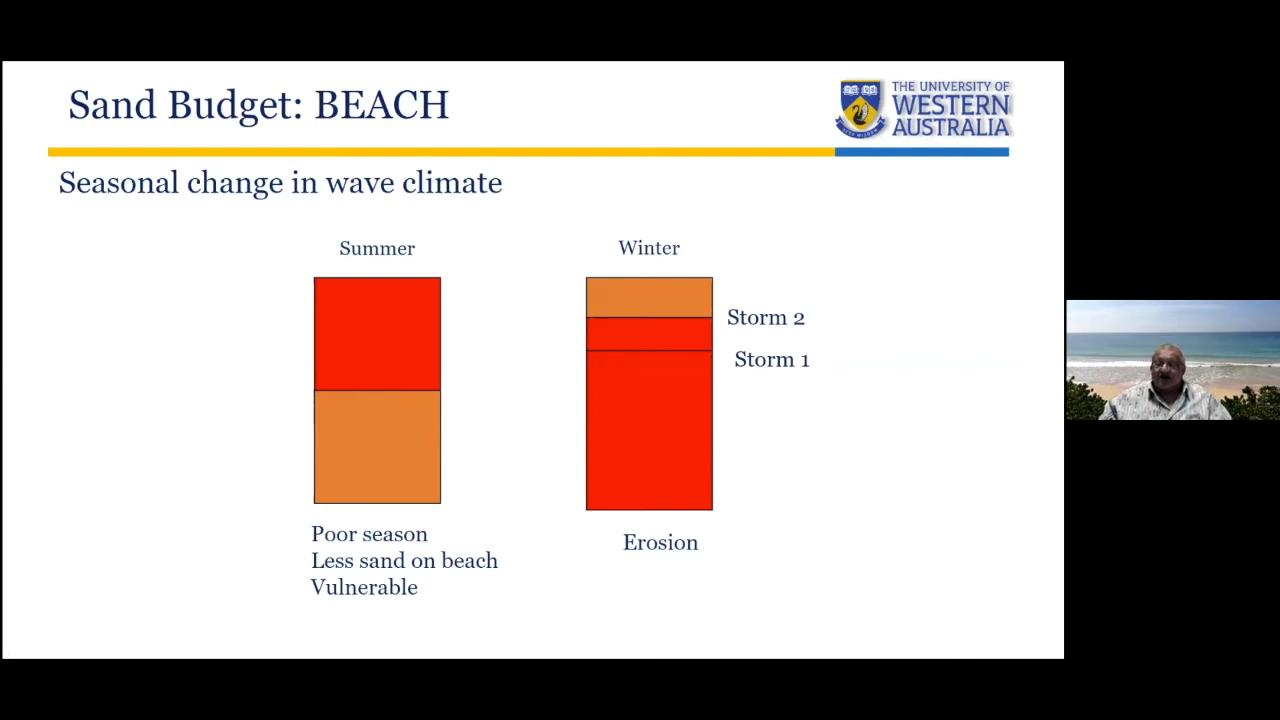 Sand Budget: BEACH
THE UNIVERSITY OF
WESTERN
AUSTRALIA
Seasonal change in wave climate
Summer
Winter
Storm 2
Storm 1
Poor season
Less sand on beach
Vulnerable
Erosion